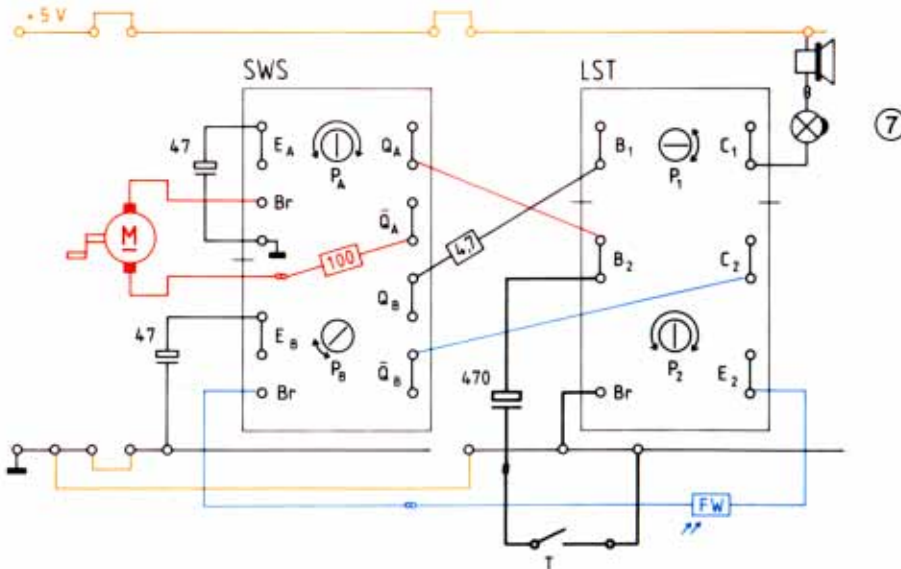 +5V
SWS
LST
7
47
E_A
P_A
Q_A
B_1
P_1
C_1
Br
Q̄_A
M
100
4,7
B_2
C_2
Q_B
47
E_B
P_B
Q̄_B
470
P_2
E_2
Br
Br
FW
T